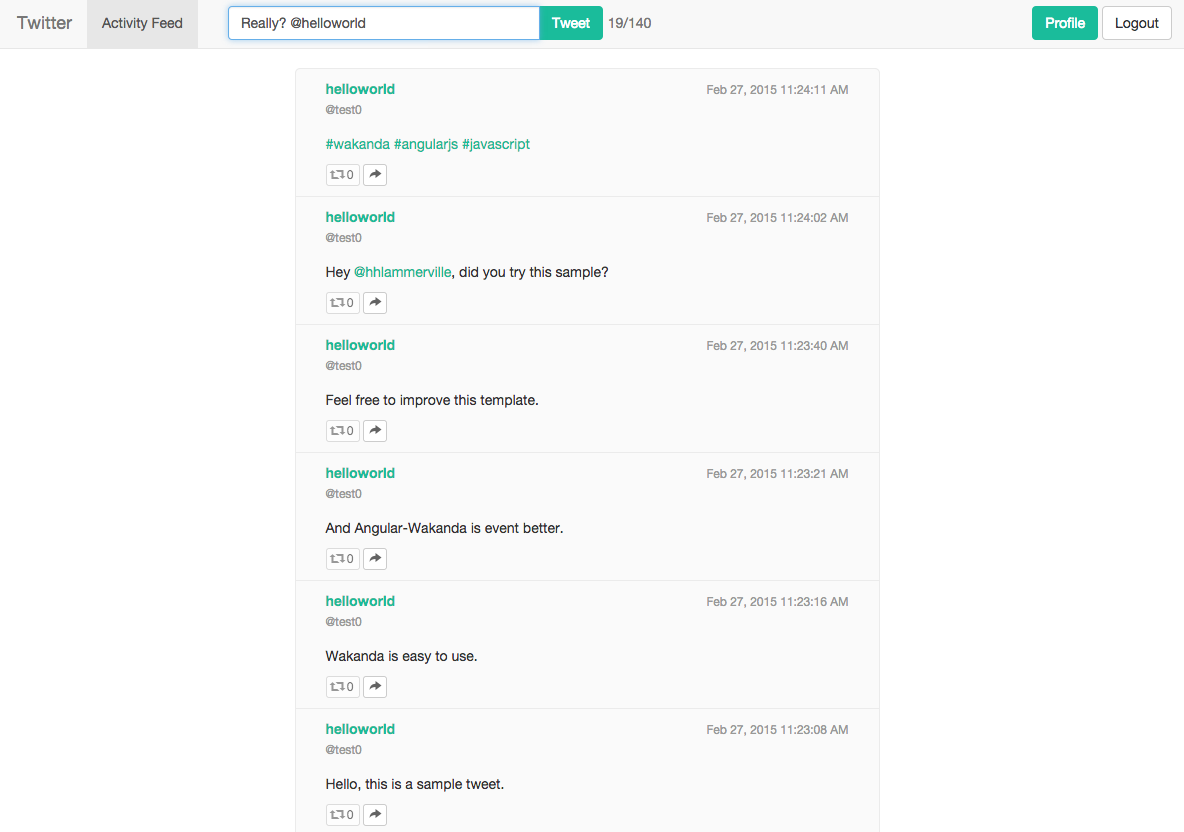 Twitter Activity Feed Really? @helloworld Tweet 19/140 Profile Logout
helloworld Feb 27, 2015 11:24:11 AM
@test0
#wakanda #angularjs #javascript
0
helloworld Feb 27, 2015 11:24:02 AM
@test0
Hey @hhlammerville, did you try this sample?
0
helloworld Feb 27, 2015 11:23:40 AM
@test0
Feel free to improve this template.
0
helloworld Feb 27, 2015 11:23:21 AM
@test0
And Angular-Wakanda is event better.
0
helloworld Feb 27, 2015 11:23:16 AM
@test0
Wakanda is easy to use.
0
helloworld Feb 27, 2015 11:23:08 AM
@test0
Hello, this is a sample tweet.
0